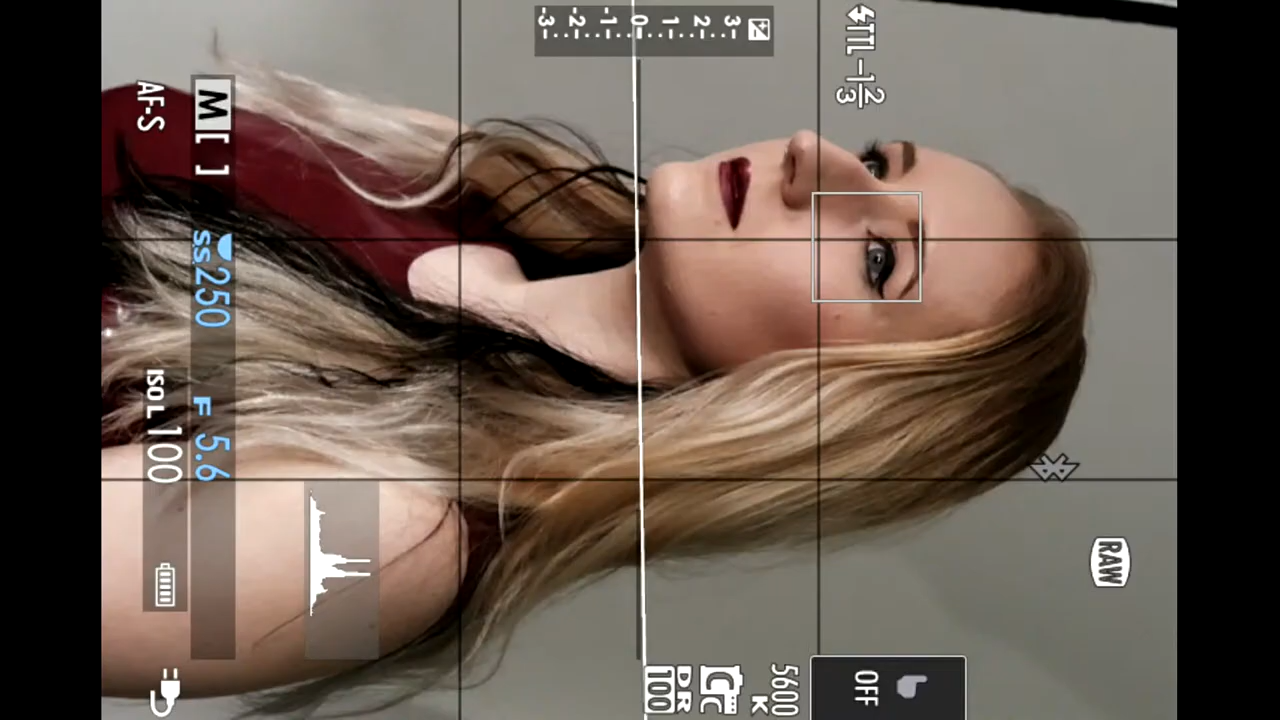 -3 -2 -1 0 1 2 3
TTL -1 2/3
AF-S
M [ ]
SS 250 F 5.6
ISO L 100
RAW
OFF
5600 K
C
DR 100